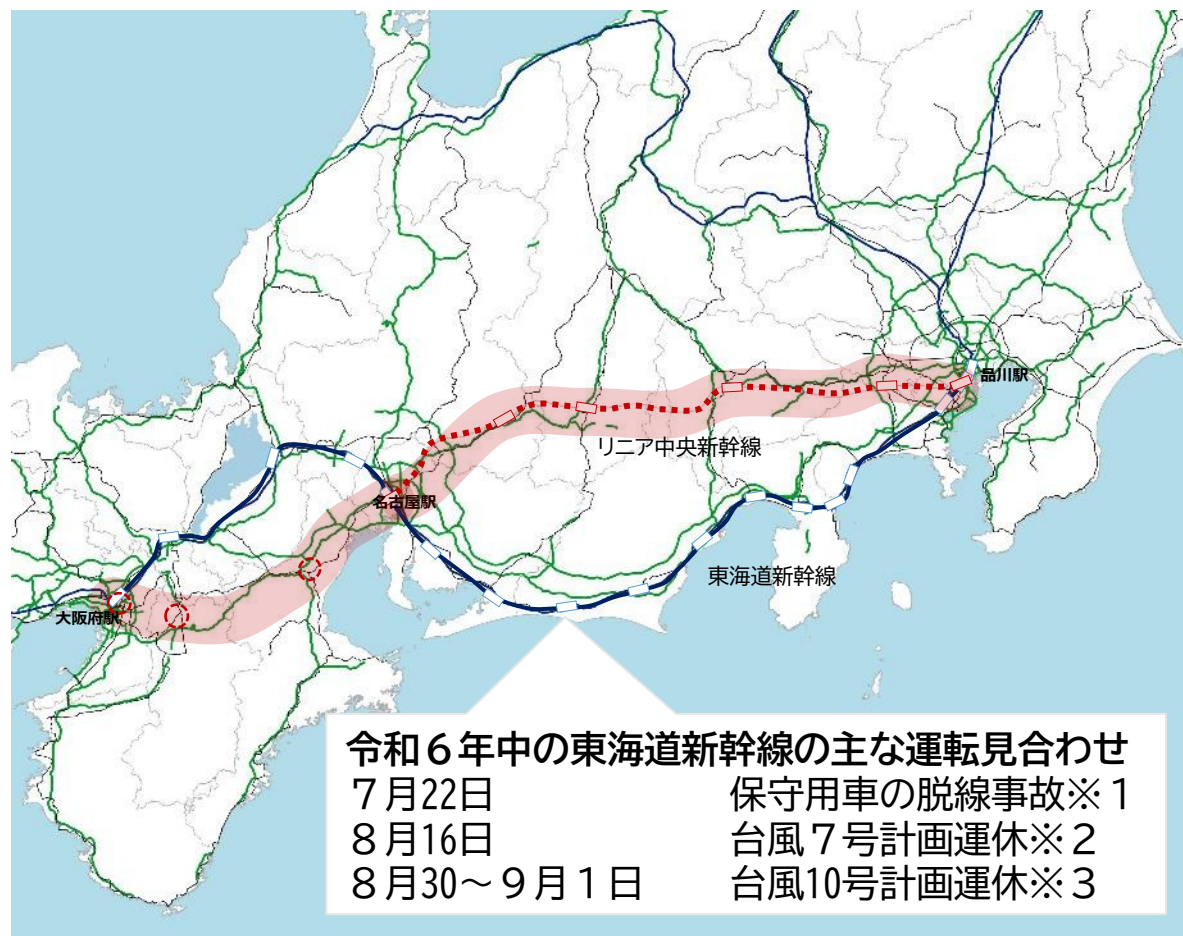 品川駅
リニア中央新幹線
名古屋駅
東海道新幹線
大阪府駅
令和６年中の東海道新幹線の主な運転見合わせ
７月22日 保守用車の脱線事故※１
８月16日 台風７号計画運休※２
８月30～９月１日 台風10号計画運休※３